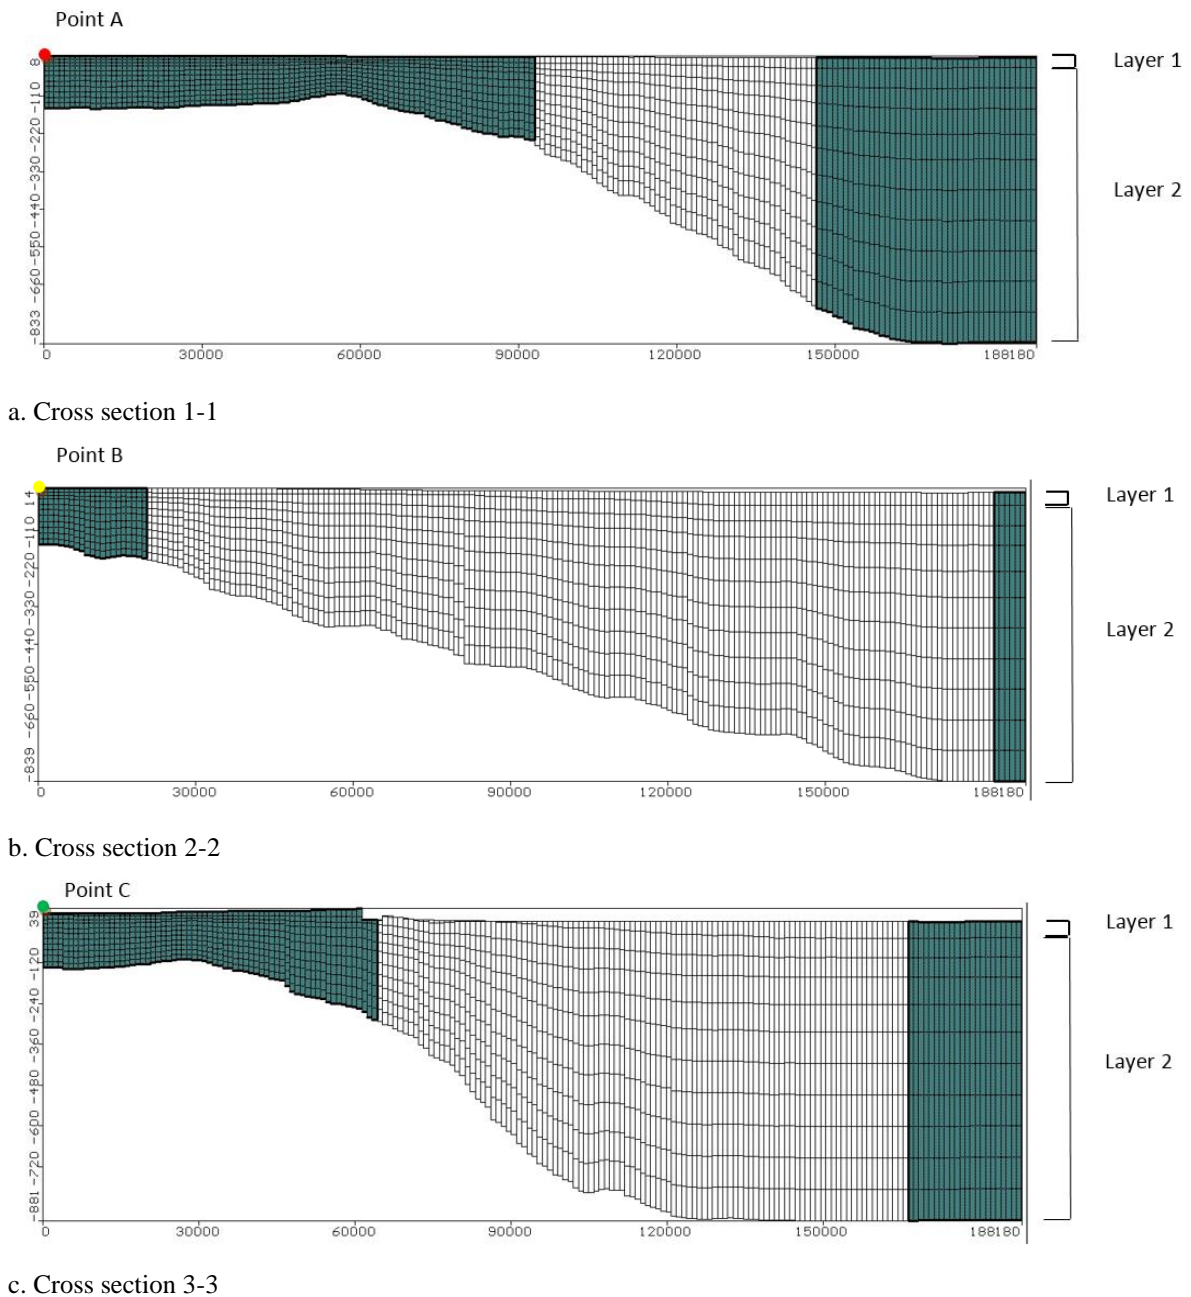 Point A
Layer 1
Layer 2
8 -110 -220 -330 -440 -550 -660 -833
0 30000 60000 90000 120000 150000 188180
a. Cross section 1-1
Point B
Layer 1
Layer 2
14 -110 -220 -330 -440 -550 -660 -839
0 30000 60000 90000 120000 150000 188180
b. Cross section 2-2
Point C
Layer 1
Layer 2
39 -120 -240 -360 -480 -600 -720 -881
0 30000 60000 90000 120000 150000 188180
c. Cross section 3-3